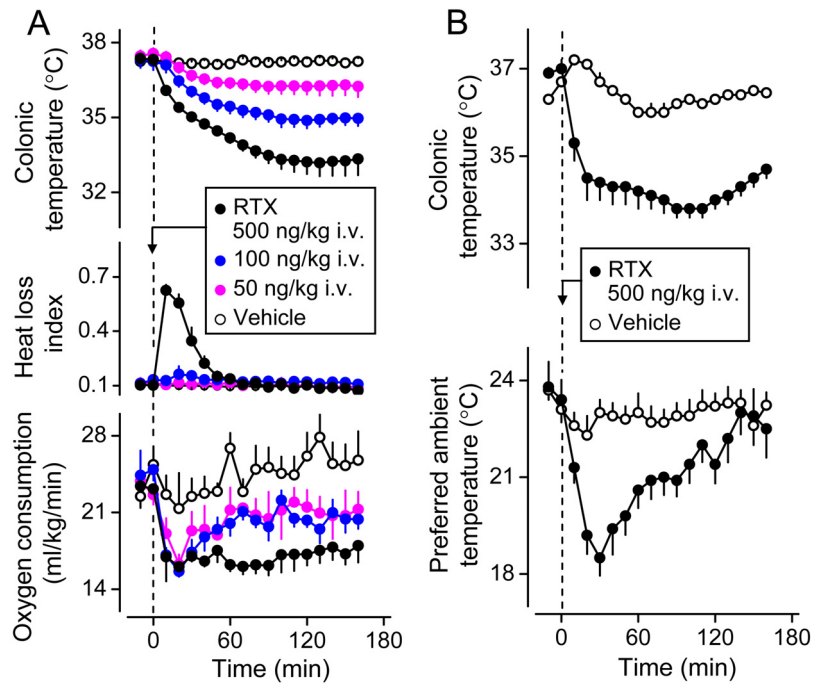 A
Colonic
temperature (°C)
38
35
32
RTX
500 ng/kg i.v.
100 ng/kg i.v.
50 ng/kg i.v.
Vehicle
Heat loss
index
0.7
0.4
0.1
Oxygen consumption
(ml/kg/min)
28
21
14
0
60
120
180
Time (min)
B
Colonic
temperature (°C)
37
35
33
RTX
500 ng/kg i.v.
Vehicle
Preferred ambient
temperature (°C)
24
21
18
0
60
120
180
Time (min)